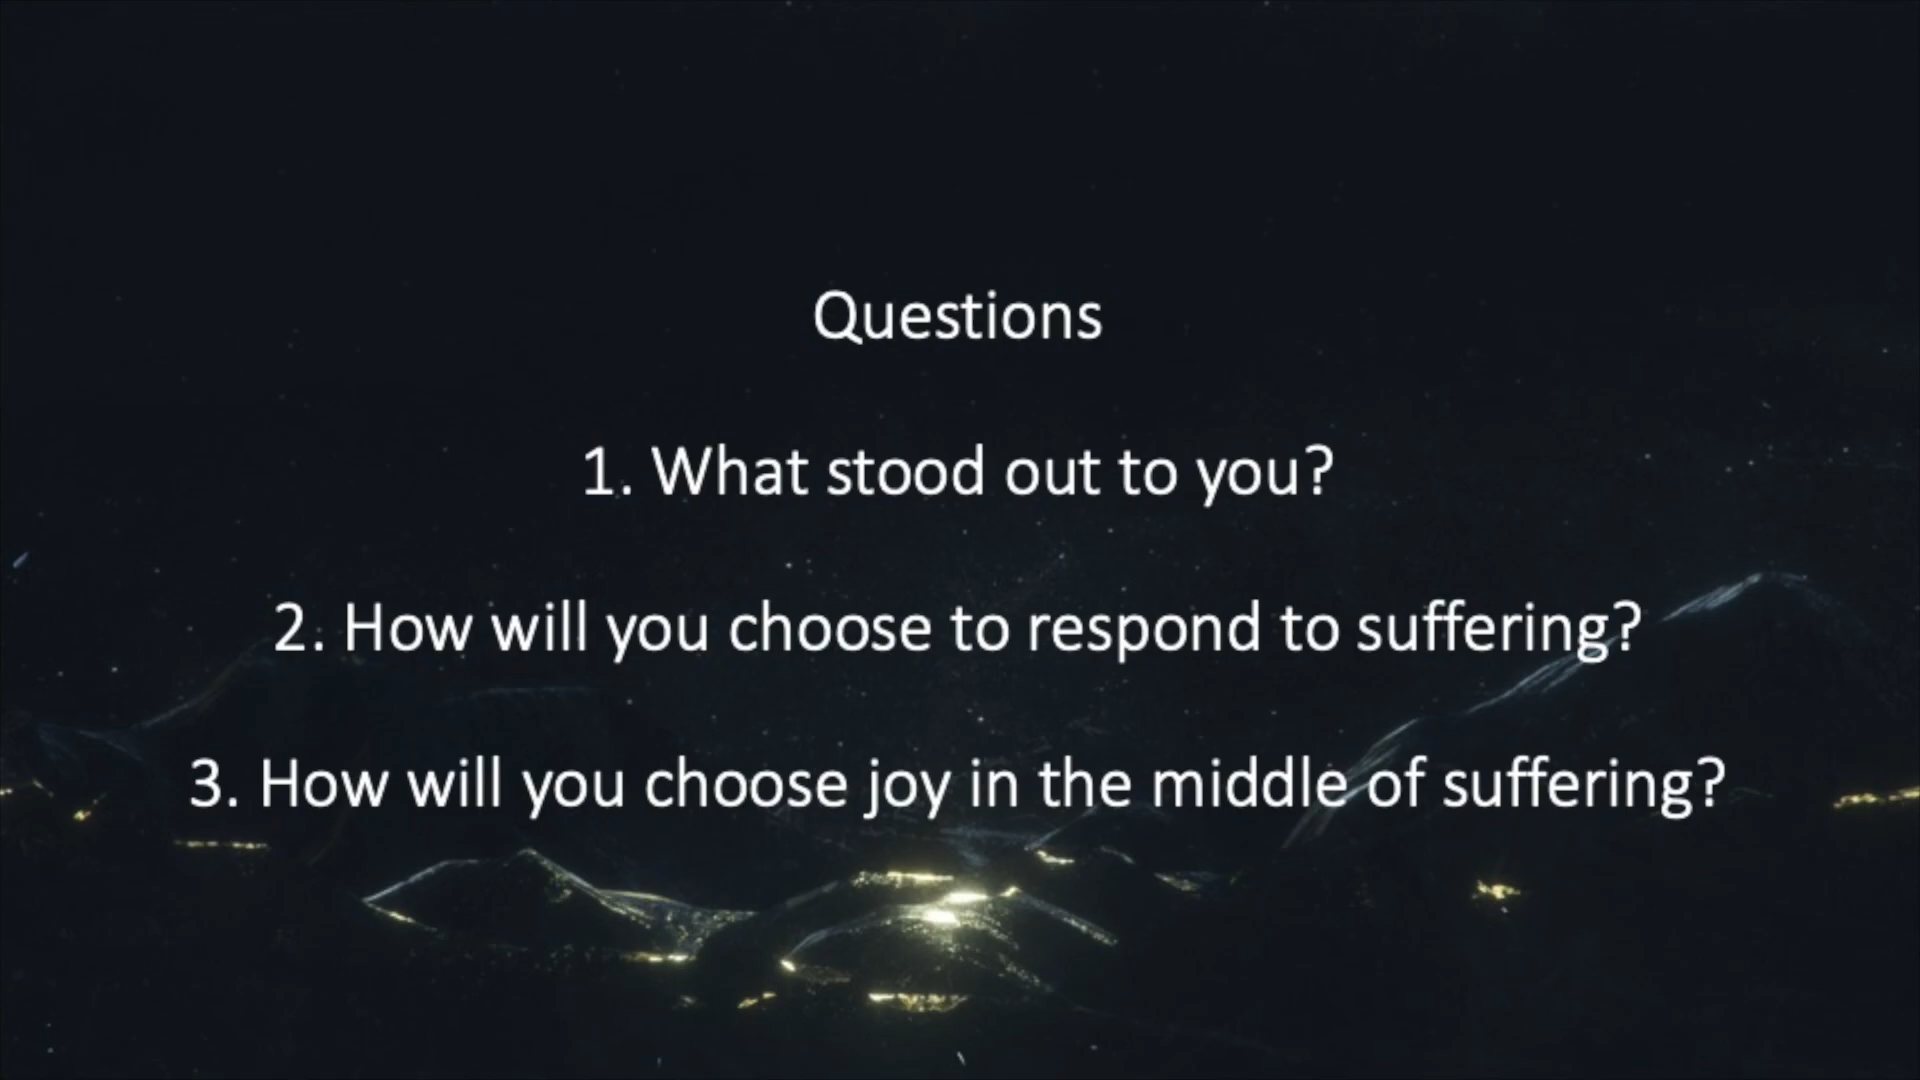 Questions
1. What stood out to you?
2. How will you choose to respond to suffering?
3. How will you choose joy in the middle of suffering?